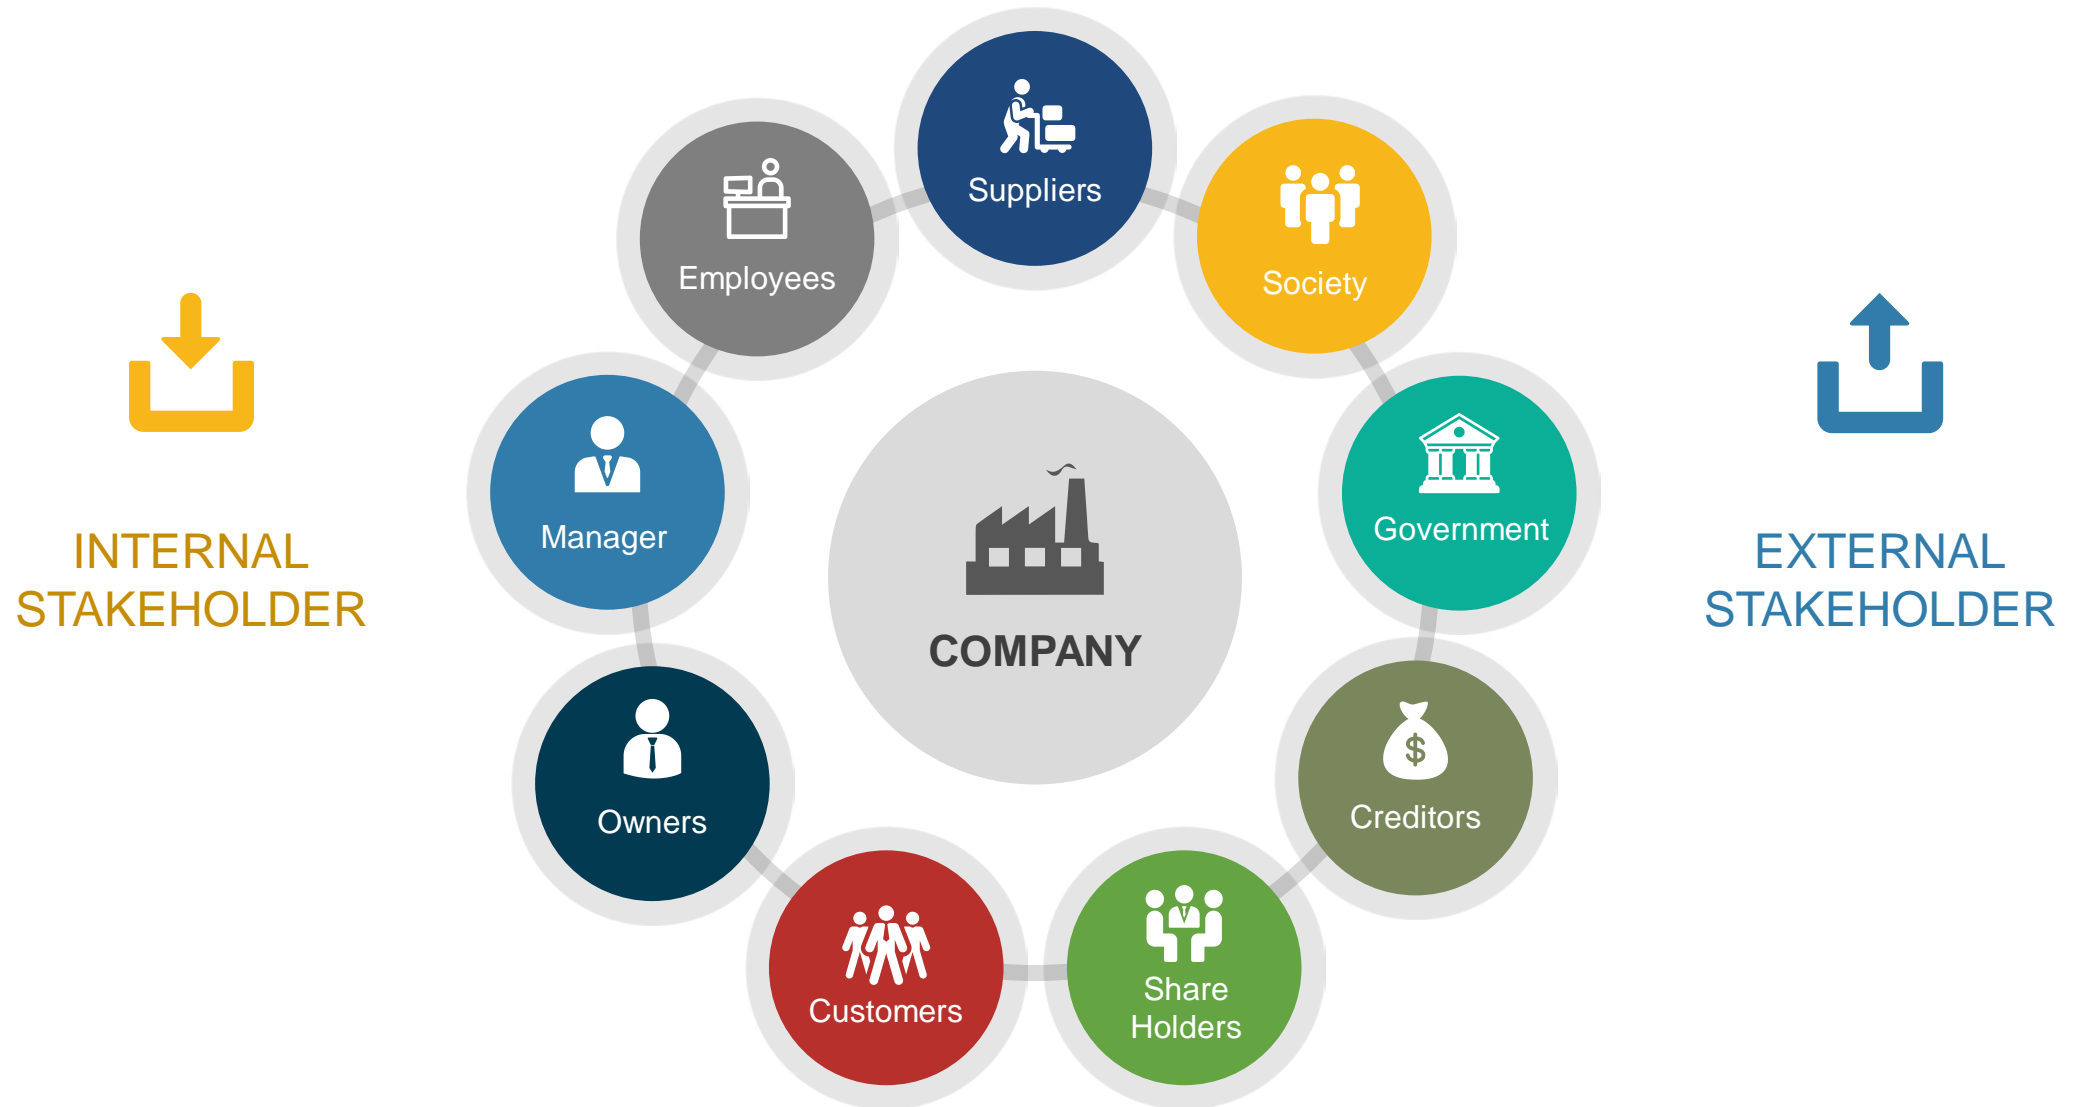 Suppliers
Employees
Society
Manager
Government
INTERNAL
STAKEHOLDER
COMPANY
EXTERNAL
STAKEHOLDER
Owners
$
Creditors
Customers
Share
Holders